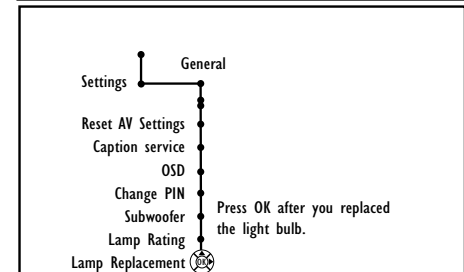 General
Settings
Reset AV Settings
Caption service
OSD
Change PIN
Subwoofer
Press OK after you replaced
the light bulb.
Lamp Rating
Lamp Replacement
OK